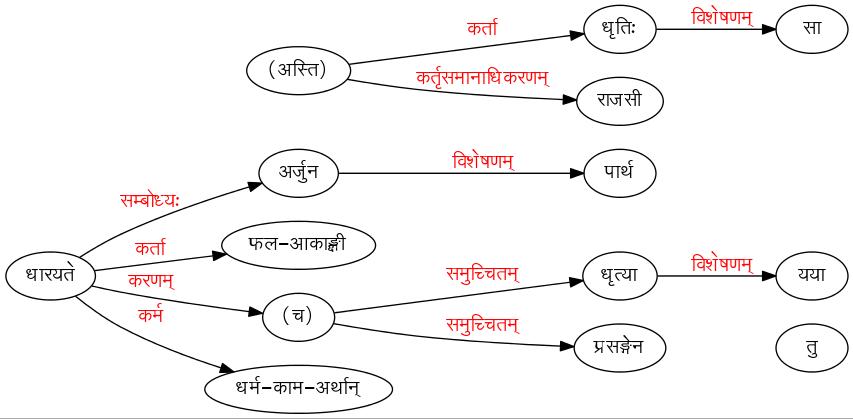 कर्ता
धृतिः
विशेषणम्
सा
(अस्ति)
कर्तृसमानाधिकरणम्
राजसी
सम्बोध्यः
अर्जुन
विशेषणम्
पार्थ
कर्ता
फल-आकाङ्क्षी
धारयते
करणम्
(च)
समुच्चितम्
धृत्या
विशेषणम्
यया
समुच्चितम्
प्रसङ्गेन
तु
कर्म
धर्म-काम-अर्थान्